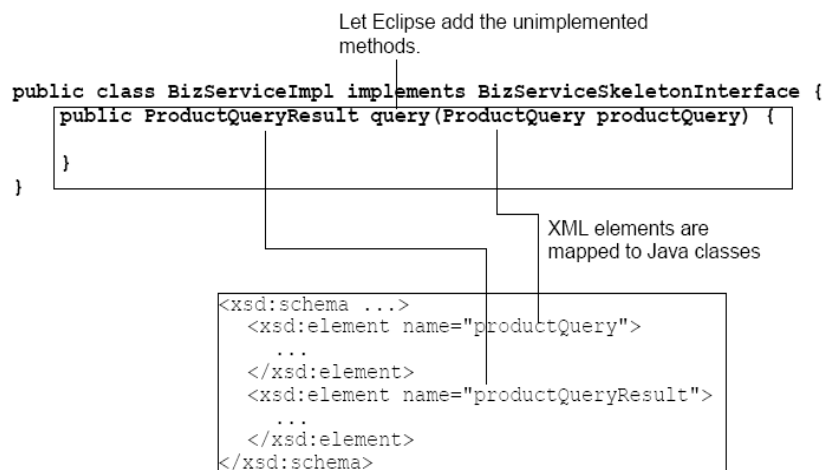 Let Eclipse add the unimplemented
methods.
public class BizServiceImpl implements BizServiceSkeletonInterface {
    public ProductQueryResult query(ProductQuery productQuery) {
    }
}
XML elements are
mapped to Java classes
<xsd:schema ...>
  <xsd:element name="productQuery">
    ...
  </xsd:element>
  <xsd:element name="productQueryResult">
    ...
  </xsd:element>
</xsd:schema>